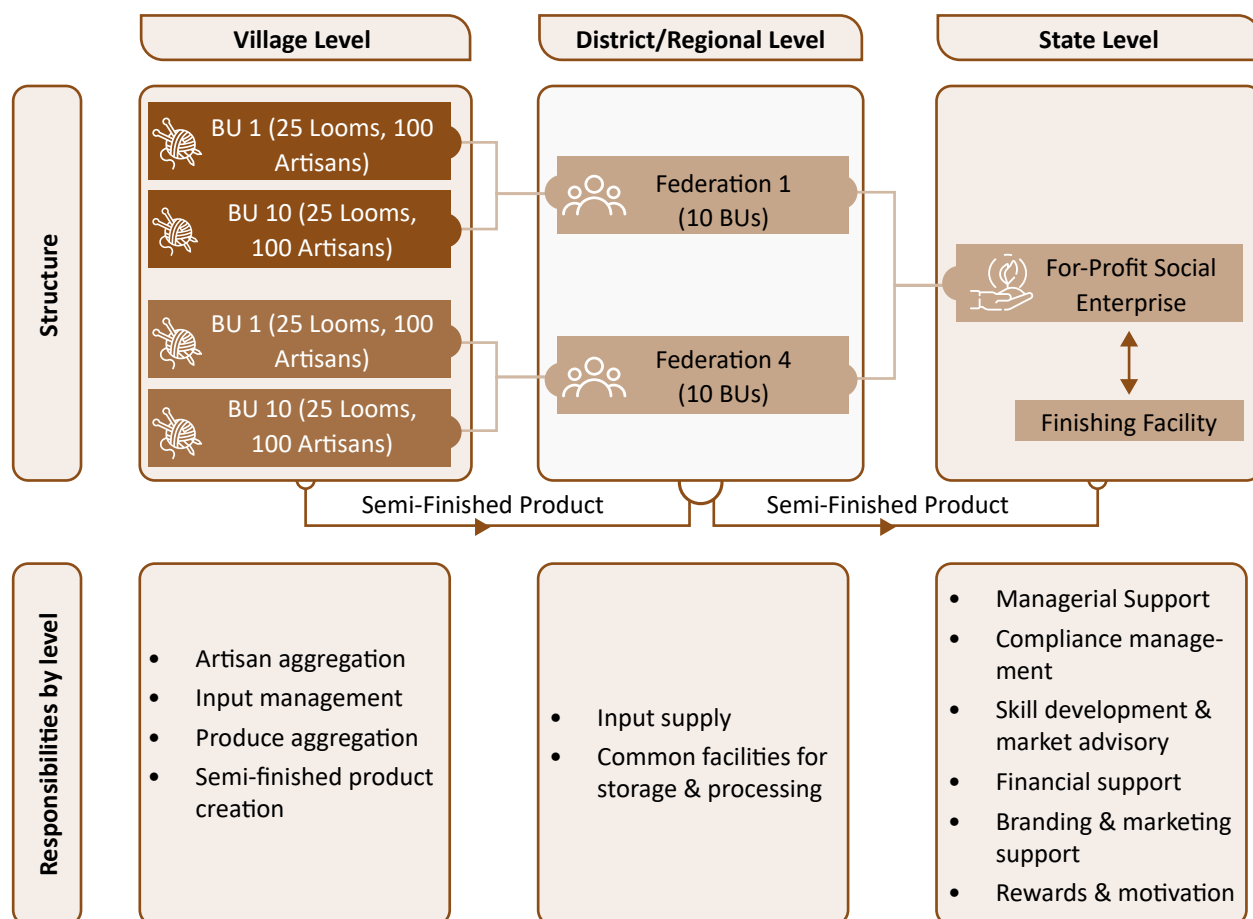 Village Level
District/Regional Level
State Level
Structure
BU 1 (25 Looms, 100
Artisans)
BU 10 (25 Looms,
100 Artisans)
BU 1 (25 Looms, 100
Artisans)
BU 10 (25 Looms,
100 Artisans)
Federation 1
(10 BUs)
Federation 4
(10 BUs)
For-Profit Social
Enterprise
Finishing Facility
Semi-Finished Product
Semi-Finished Product
Responsibilities by level
• Artisan aggregation
• Input management
• Produce aggregation
• Semi-finished product
creation
• Input supply
• Common facilities for
storage & processing
• Managerial Support
• Compliance manage-
ment
• Skill development &
market advisory
• Financial support
• Branding & marketing
support
• Rewards & motivation